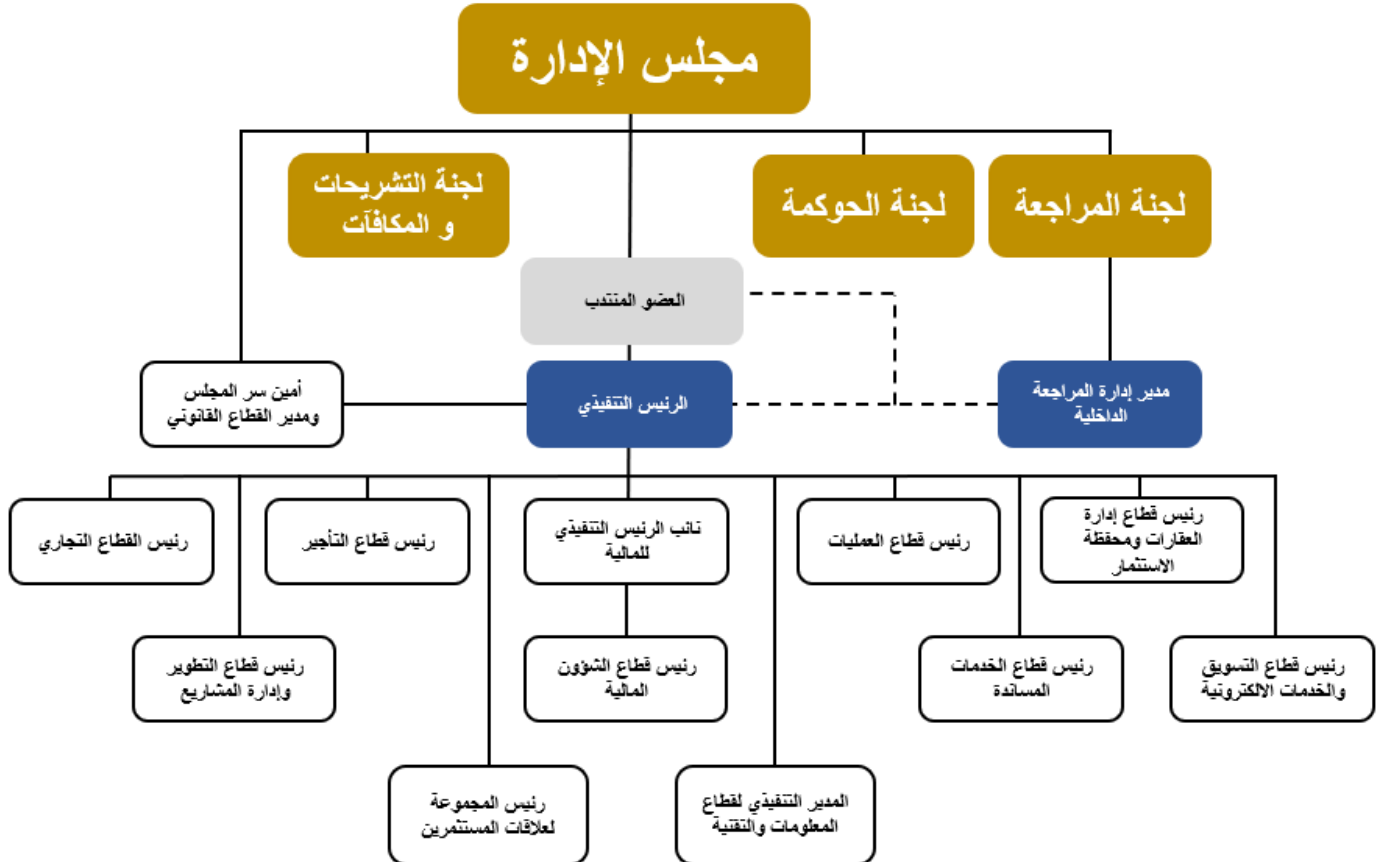 مجلس الإدارة
لجنة المراجعة
لجنة الحوكمة
لجنة التشريحات
و المكافآت
العضو المنتدب
مدير إدارة المراجعة
الداخلية
الرئيس التنفيذي
أمين سر المجلس
ومدير القطاع القانوني
رئيس قطاع إدارة
العقارات ومحفظة
الاستثمار
رئيس قطاع العمليات
نائب الرئيس التنفيذي
للمالية
رئيس قطاع التأجير
رئيس القطاع التجاري
رئيس قطاع التسويق
والخدمات الالكترونية
رئيس قطاع الخدمات
المساندة
رئيس قطاع الشؤون
المالية
رئيس قطاع التطوير
وإدارة المشاريع
المدير التنفيذي لقطاع
المعلومات والتقنية
رئيس المجموعة
لعلاقات المستثمرين